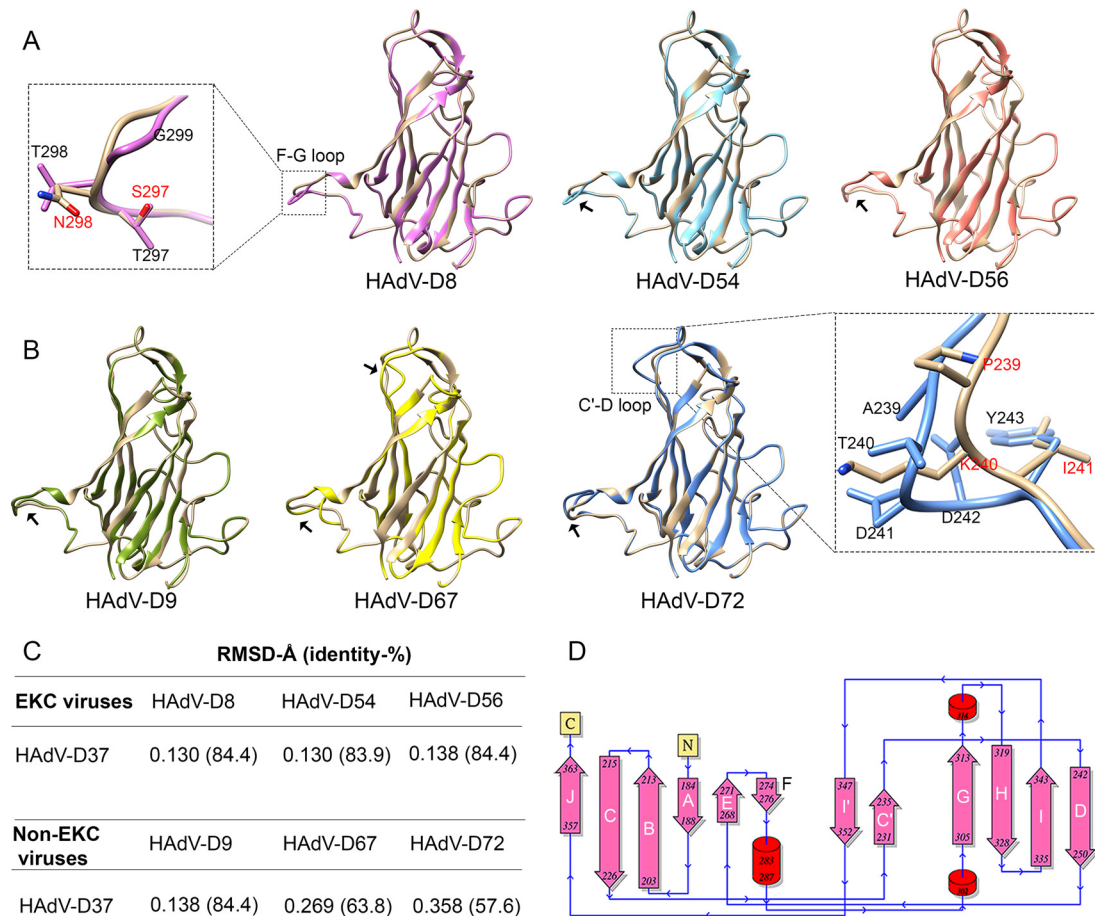 A
T298
G299
S297
N298
T297
F-G loop
HAdV-D8
HAdV-D54
HAdV-D56
B
C'-D loop
P239
A239
Y243
T240
K240
I241
D242
D241
HAdV-D9
HAdV-D67
HAdV-D72
C
RMSD-Å (identity-%)
EKC viruses HAdV-D8 HAdV-D54 HAdV-D56
HAdV-D37 0.130 (84.4) 0.130 (83.9) 0.138 (84.4)
Non-EKC viruses HAdV-D9 HAdV-D67 HAdV-D72
HAdV-D37 0.138 (84.4) 0.269 (63.8) 0.358 (57.6)
D
C
N
363
J
357
215
C
226
213
B
203
184
A
188
271
E
268
274
276
F
283
287
347
I'
352
235
C'
231
316
313
G
305
319
H
328
343
I
335
242
D
250